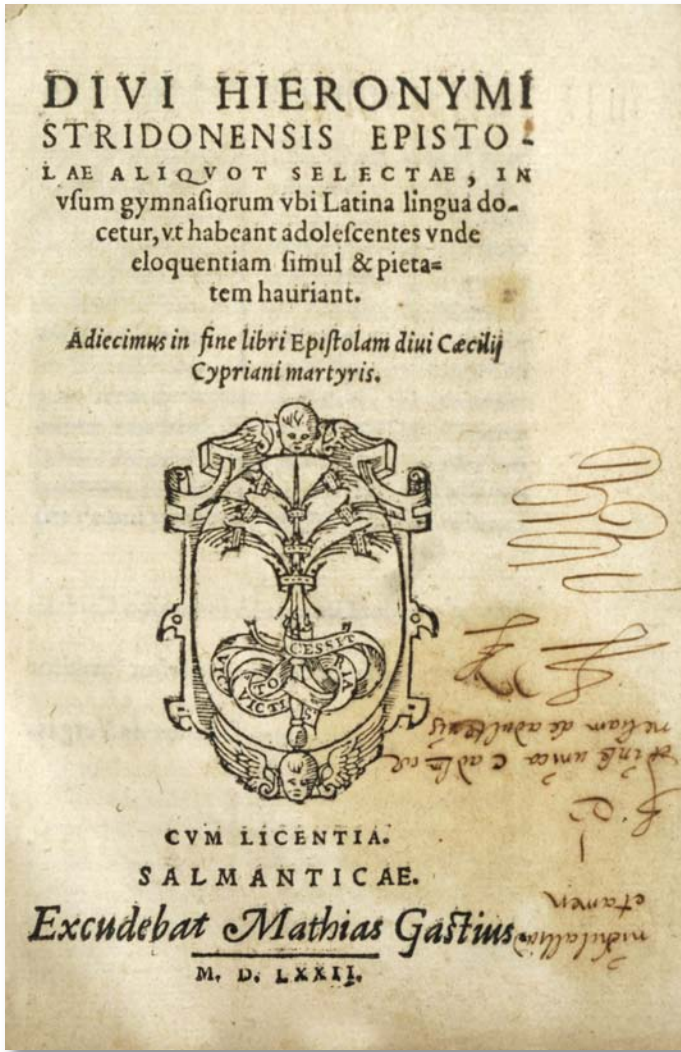 DIVI HIERONYMI
STRIDONENSIS EPISTO-
LAE ALIQVOT SELECTAE, IN
vſum gymnaſiorum vbi Latina lingua do-
cetur, vt habeant adoleſcentes vnde
eloquentiam ſimul & pieta=
tem hauriant.
Adiecimus in fine libri Epiſtolam diui Cæcilij
Cypriani martyris.
CESSIT
VICTI
CVM LICENTIA.
SALMANTICAE.
Excudebat Mathias Gaſtius.
M. D. LXXII.
etamen